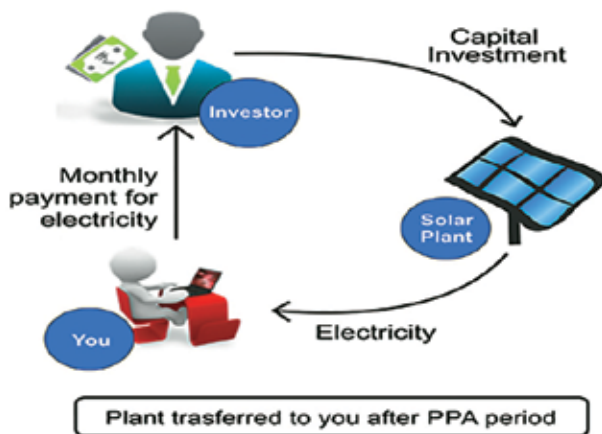 Capital
Investment
Investor
Monthly
payment for
electricity
Solar
Plant
You
Electricity
Plant trasferred to you after PPA period